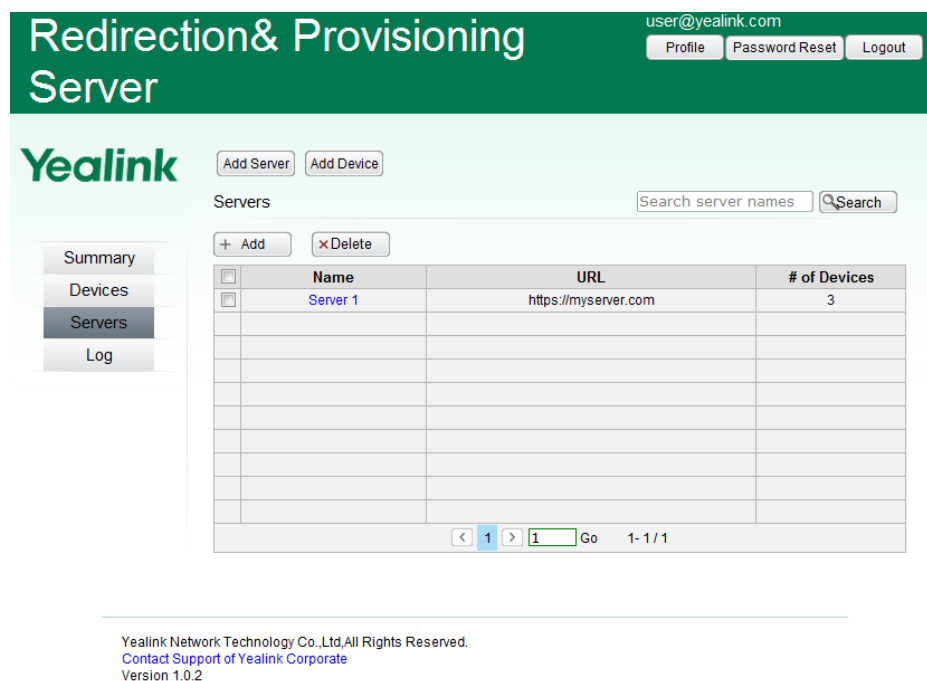 Redirection& Provisioning
Server
user@yealink.com
Profile Password Reset Logout
Yealink
Add Server Add Device
Servers
Search server names Search
+ Add ×Delete
Summary
Devices
Servers
Log
Name URL # of Devices
Server 1 https://myserver.com 3
< 1 > 1 Go 1- 1 / 1
Yealink Network Technology Co.,Ltd,All Rights Reserved.
Contact Support of Yealink Corporate
Version 1.0.2